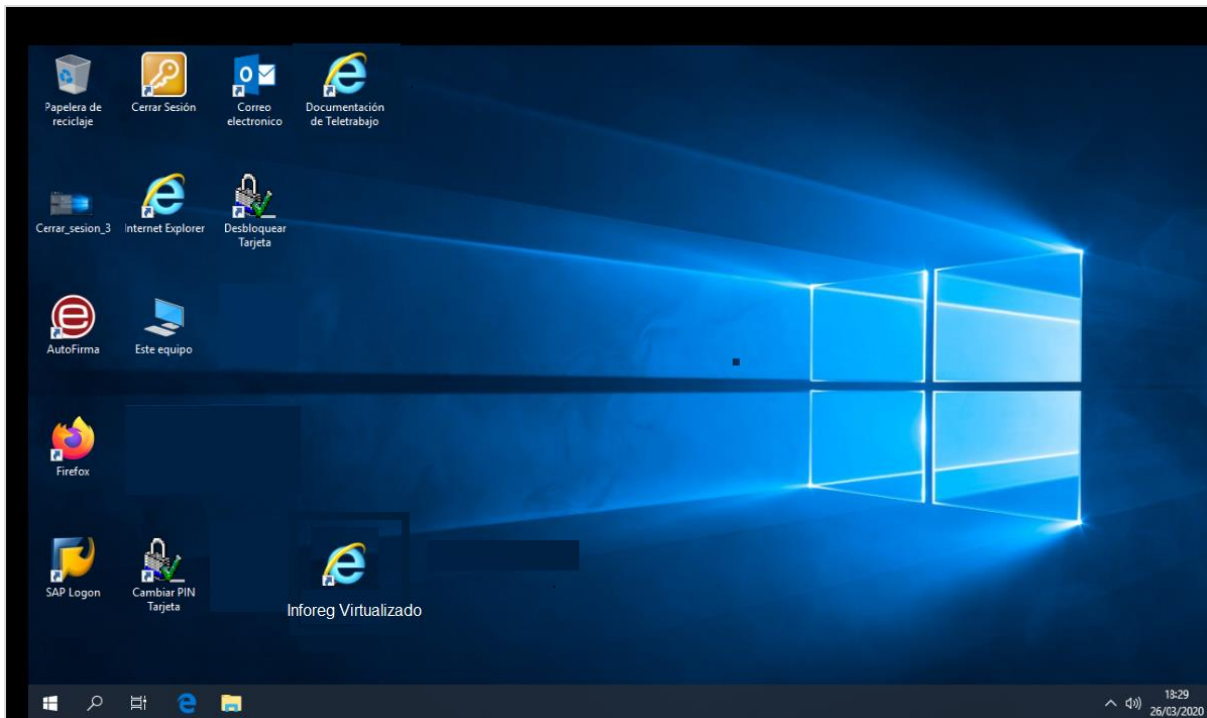 Papelera de
reciclaje
Cerrar Sesión
Correo
electronico
Documentación
de Teletrabajo
Cerrar_sesion_3
Internet Explorer
Desbloquear
Tarjeta
AutoFirma
Este equipo
Firefox
SAP Logon
Cambiar PIN
Tarjeta
Inforeg Virtualizado
18:29
26/03/2020